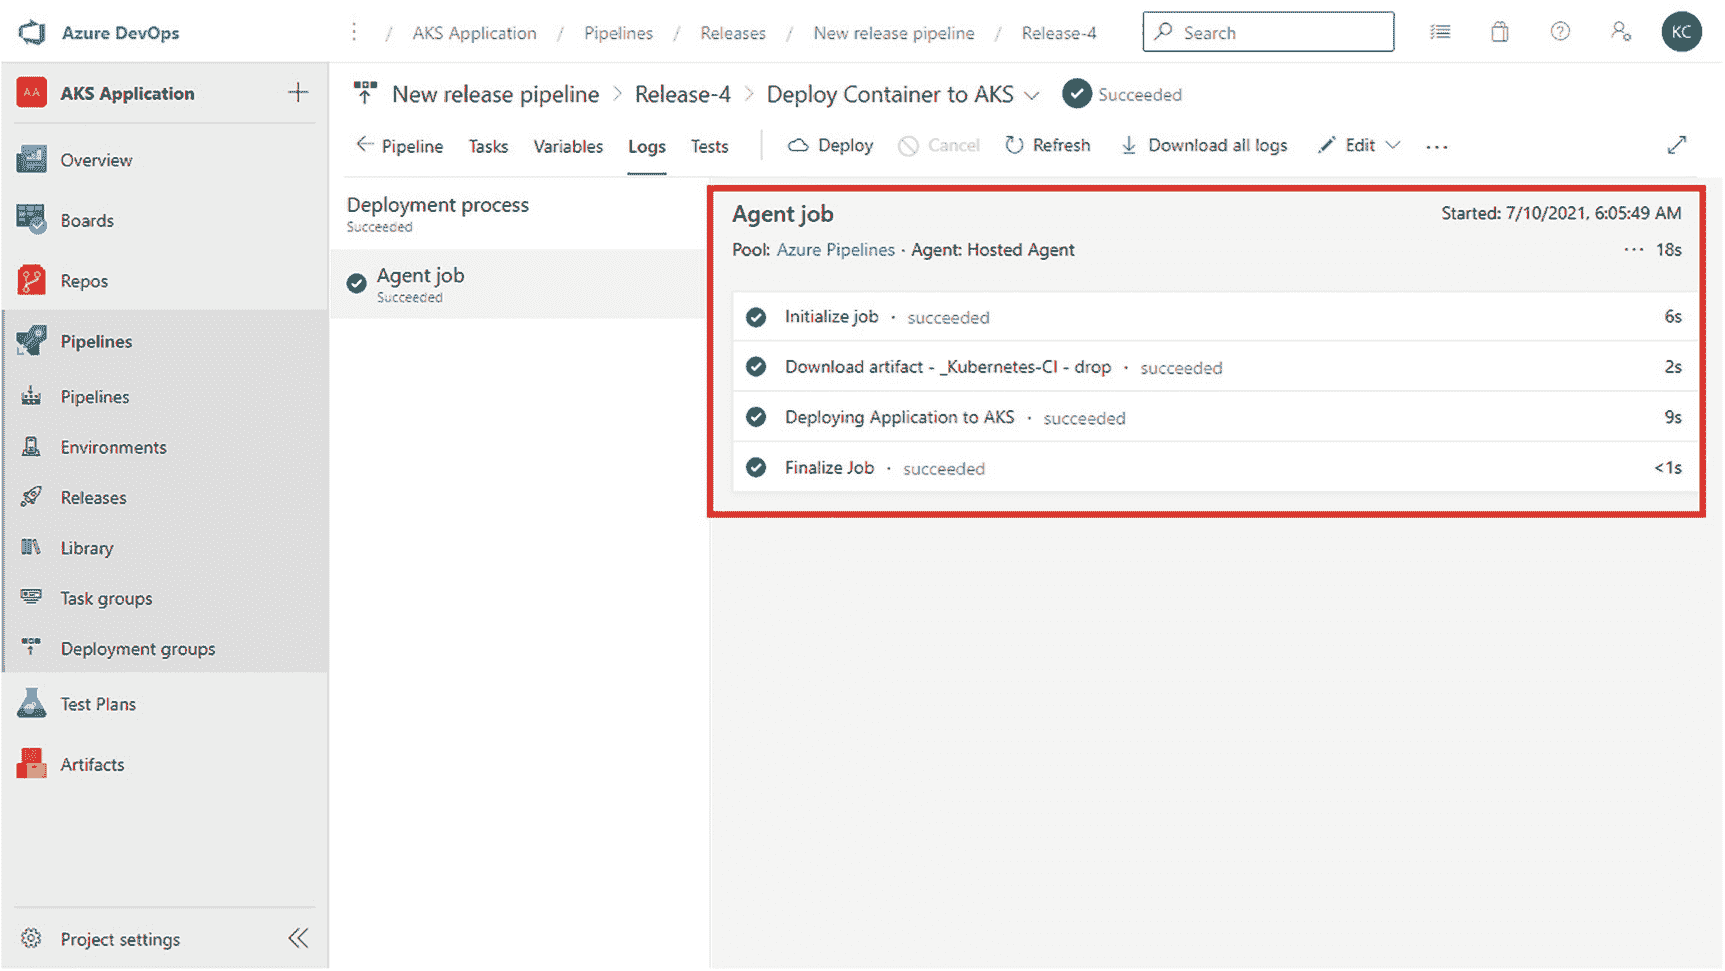 Azure DevOps
/ AKS Application / Pipelines / Releases / New release pipeline / Release-4
Search
KC
AA AKS Application
Overview
Boards
Repos
Pipelines
Pipelines
Environments
Releases
Library
Task groups
Deployment groups
Test Plans
Artifacts
Project settings
New release pipeline > Release-4 > Deploy Container to AKS Succeeded
Pipeline Tasks Variables Logs Tests Deploy Cancel Refresh Download all logs Edit ...
Deployment process
Succeeded
Agent job
Succeeded
Agent job Started: 7/10/2021, 6:05:49 AM
Pool: Azure Pipelines · Agent: Hosted Agent ... 18s
Initialize job · succeeded 6s
Download artifact - _Kubernetes-CI - drop · succeeded 2s
Deploying Application to AKS · succeeded 9s
Finalize Job · succeeded <1s